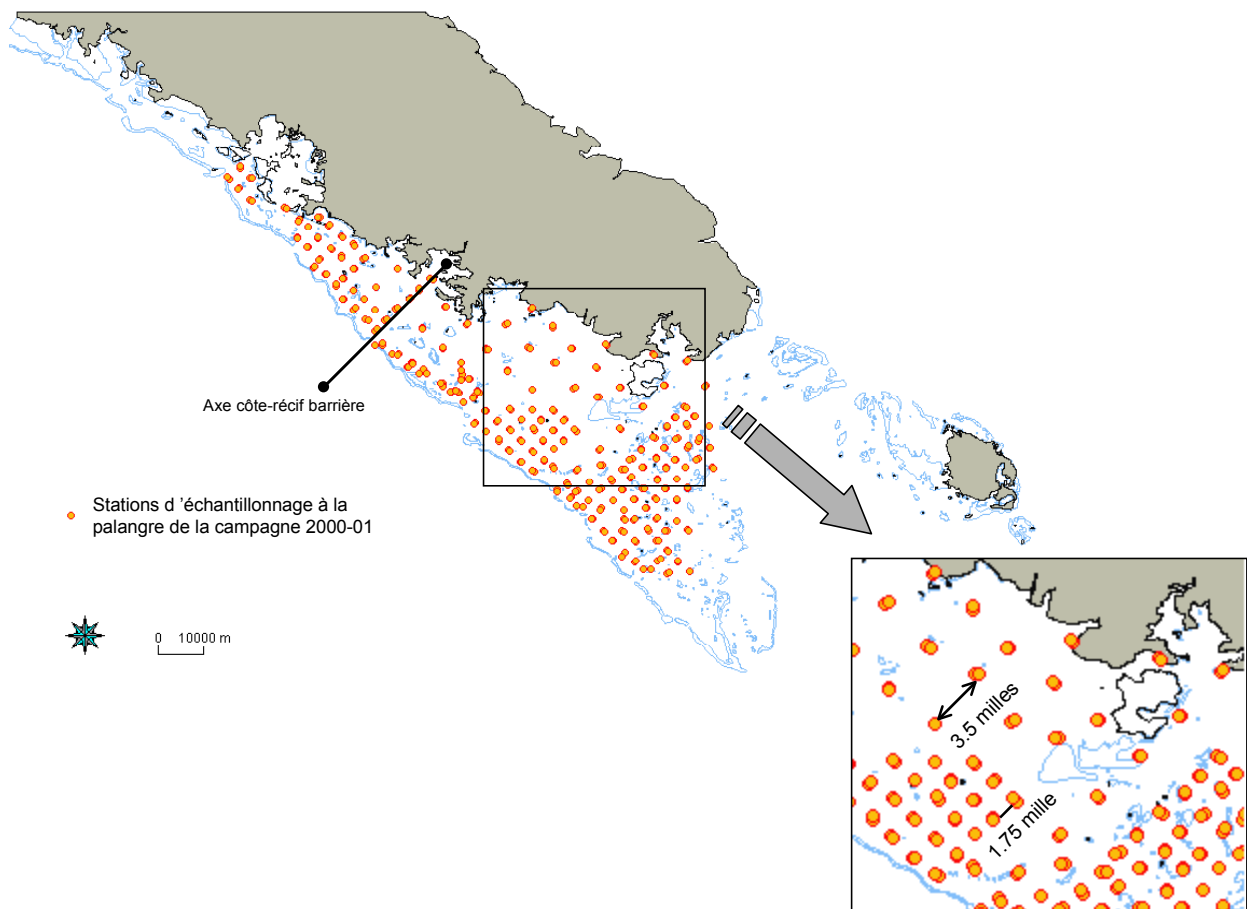 Axe côte-récif barrière
Stations d ’échantillonnage à la
palangre de la campagne 2000-01
0 10000 m
3.5 milles
1.75 mille